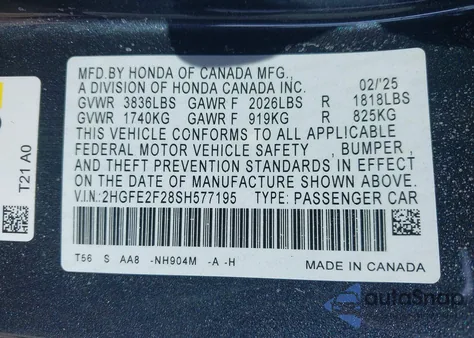 MFD.BY HONDA OF CANADA MFG.,
A DIVISION OF HONDA CANADA INC. 02/'25
GVWR 3836LBS GAWR F 2026LBS R 1818LBS
GVWR 1740KG GAWR F 919KG R 825KG
THIS VEHICLE CONFORMS TO ALL APPLICABLE
FEDERAL MOTOR VEHICLE SAFETY , BUMPER ,
AND THEFT PREVENTION STANDARDS IN EFFECT
ON THE DATE OF MANUFACTURE SHOWN ABOVE.
V.I.N.:2HGFE2F28SH577195 TYPE: PASSENGER CAR
T56 S AA8 -NH904M -A -H
MADE IN CANADA
T21 A0
autoSnap